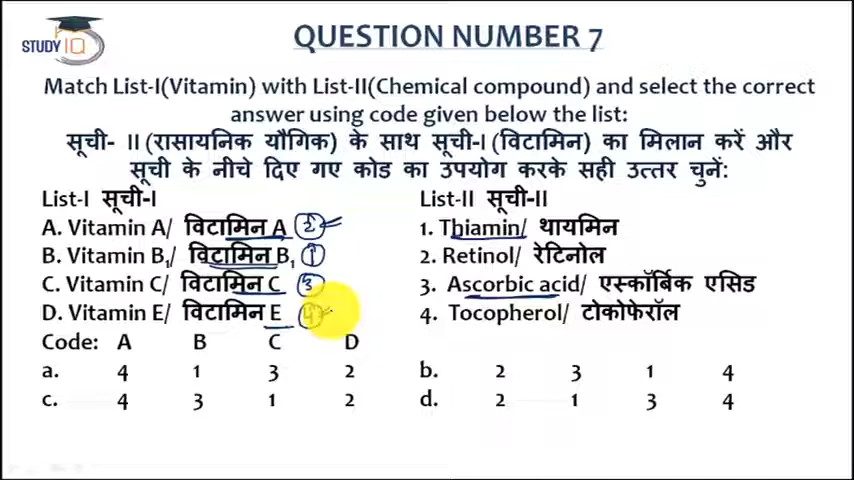 STUDY IQ
QUESTION NUMBER 7
Match List-I(Vitamin) with List-II(Chemical compound) and select the correct
answer using code given below the list:
सूची- II (रासायनिक यौगिक) के साथ सूची-I (विटामिन) का मिलान करें और
सूची के नीचे दिए गए कोड का उपयोग करके सही उत्तर चुनें:
List-I सूची-I
List-II सूची-II
A. Vitamin A/ विटामिन A 2
1. Thiamin/ थायमिन
B. Vitamin B₁/ विटामिन B₁ 1
2. Retinol/ रेटिनोल
C. Vitamin C/ विटामिन C 3
3. Ascorbic acid/ एस्कॉर्बिक एसिड
D. Vitamin E/ विटामिन E 4
4. Tocopherol/ टोकोफेरॉल
Code: A B C D
a. 4 1 3 2
b. 2 3 1 4
c. 4 3 1 2
d. 2 1 3 4